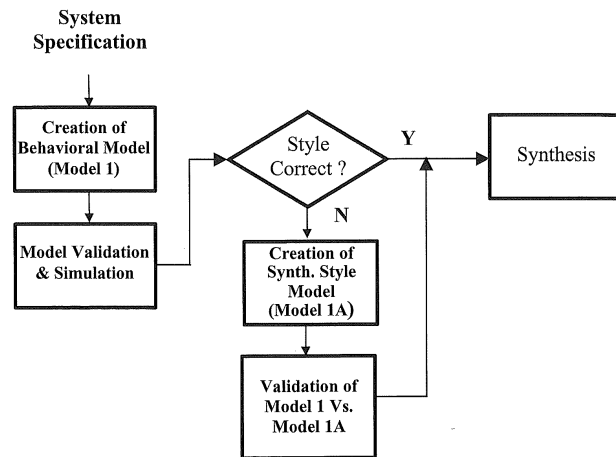 System
Specification
Creation of
Behavioral Model
(Model 1)
Model Validation
& Simulation
Style
Correct ?
Y
N
Creation of
Synth. Style
Model
(Model 1A)
Validation of
Model 1 Vs.
Model 1A
Synthesis